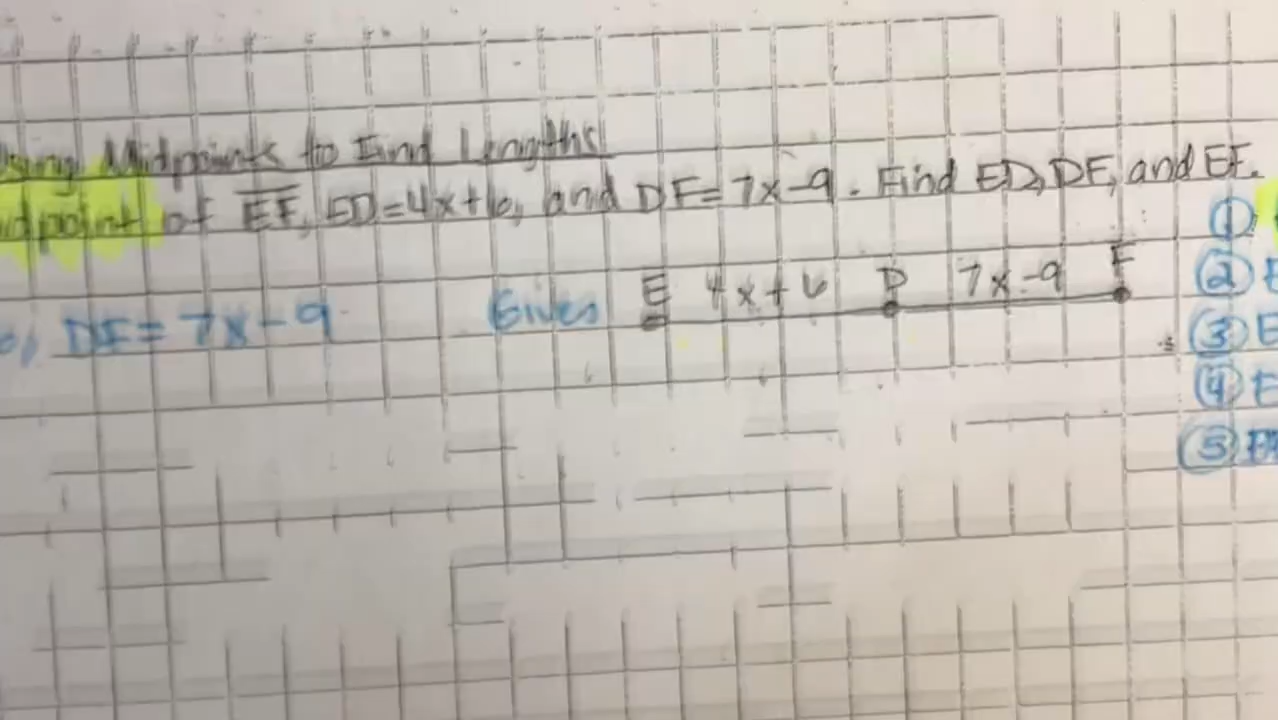 Using Midpoints to Find Lengths
midpoint of EF, ED=4x+6, and DF=7x-9. Find ED, DF, and EF.
①
E 4x+6 D 7x-9 F
② E
DF=7x-9 Given
③ E
④ E
⑤